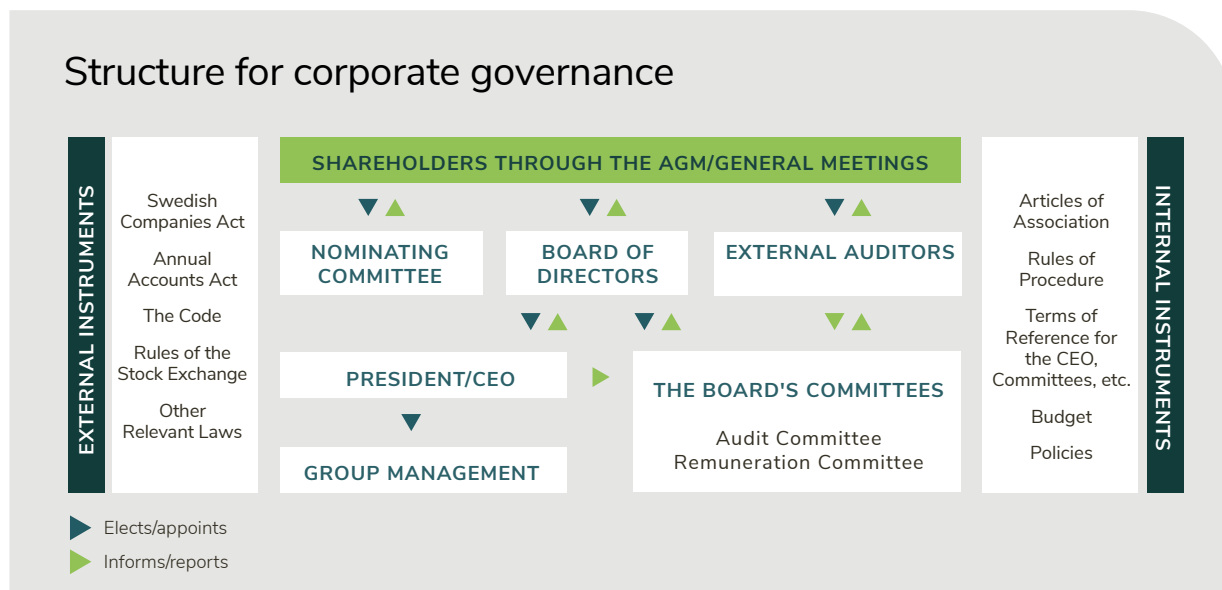 Structure for corporate governance
EXTERNAL INSTRUMENTS
Swedish
Companies Act
Annual
Accounts Act
The Code
Rules of the
Stock Exchange
Other
Relevant Laws
SHAREHOLDERS THROUGH THE AGM/GENERAL MEETINGS
NOMINATING
COMMITTEE
BOARD OF
DIRECTORS
EXTERNAL AUDITORS
PRESIDENT/CEO
THE BOARD'S COMMITTEES
Audit Committee
Remuneration Committee
GROUP MANAGEMENT
Articles of
Association
Rules of
Procedure
Terms of
Reference for
the CEO,
Committees, etc.
Budget
Policies
INTERNAL INSTRUMENTS
Elects/appoints
Informs/reports